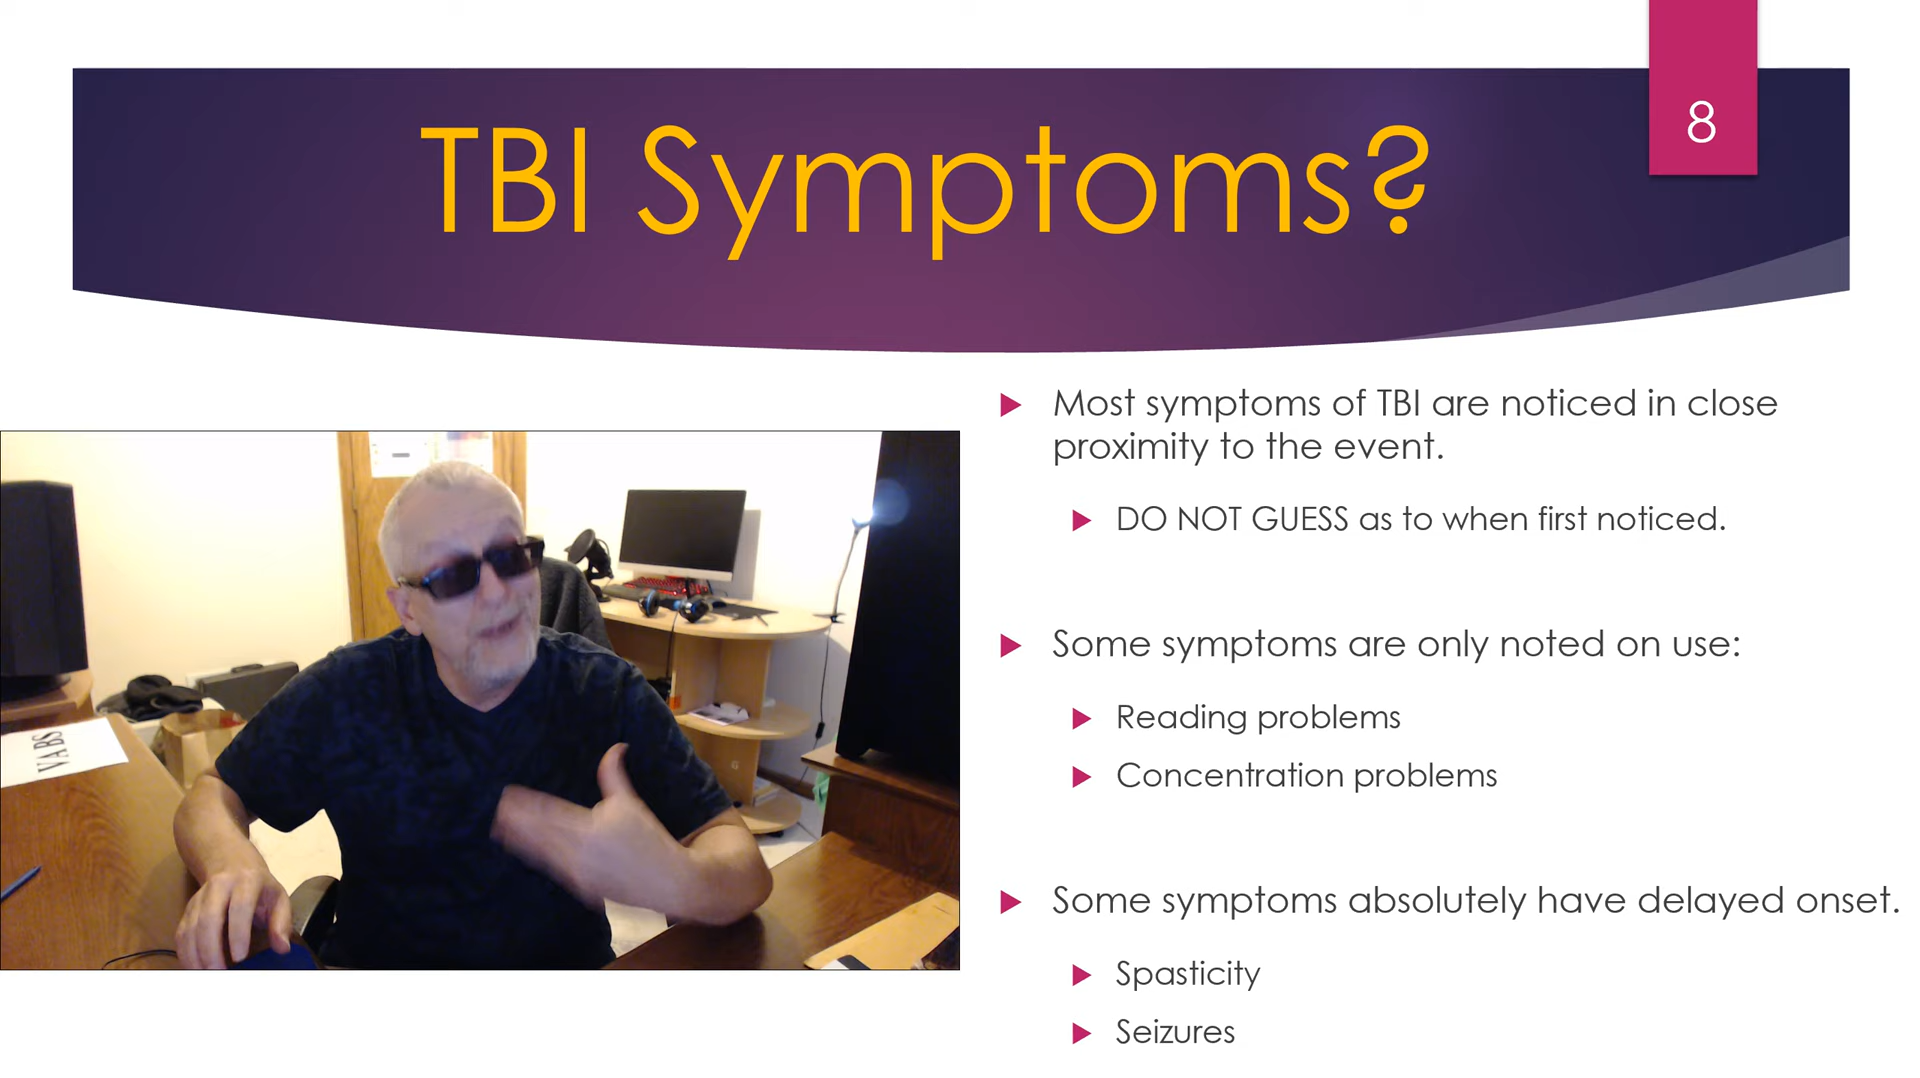 TBI Symptoms?
8
Most symptoms of TBI are noticed in close
proximity to the event.
DO NOT GUESS as to when first noticed.
Some symptoms are only noted on use:
Reading problems
Concentration problems
Some symptoms absolutely have delayed onset.
Spasticity
Seizures
VABS